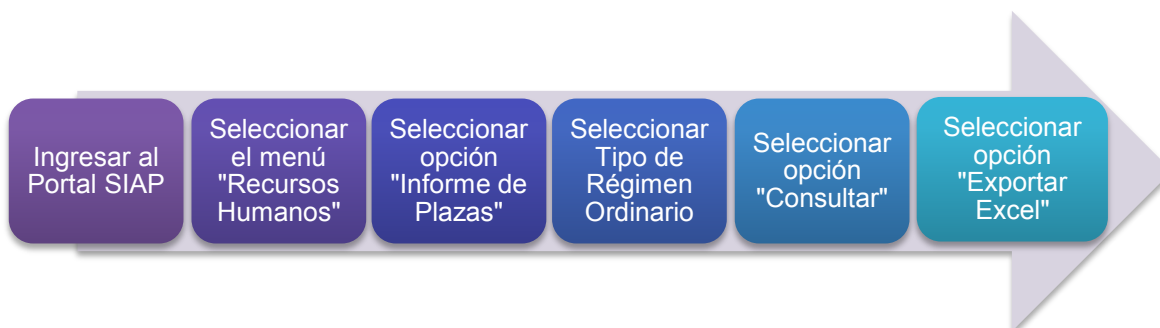 Ingresar al
Portal SIAP
Seleccionar
el menú
"Recursos
Humanos"
Seleccionar
opción
"Informe de
Plazas"
Seleccionar
Tipo de
Régimen
Ordinario
Seleccionar
opción
"Consultar"
Seleccionar
opción
"Exportar
Excel"